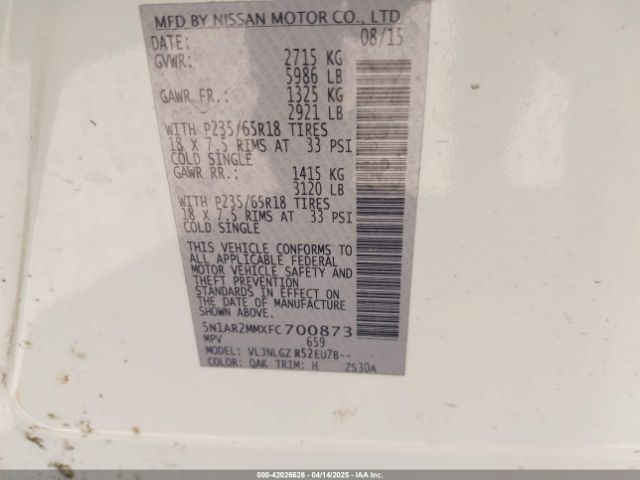 MFD BY NISSAN MOTOR CO., LTD.
DATE: 08/15
GVWR: 2715 KG
5986 LB
GAWR FR.: 1325 KG
2921 LB
WITH P235/65R18 TIRES
18 X 7.5 RIMS AT 33 PSI
COLD SINGLE
GAWR RR.: 1415 KG
3120 LB
WITH P235/65R18 TIRES
18 X 7.5 RIMS AT 33 PSI
COLD SINGLE
THIS VEHICLE CONFORMS TO
ALL APPLICABLE FEDERAL
MOTOR VEHICLE SAFETY AND
THEFT PREVENTION
STANDARDS IN EFFECT ON
THE DATE OF MANUFACTURE
SHOWN ABOVE.
5N1AR2MMXFC700873
MPV 659
MODEL: VLJNLGZ R52EU7B--
COLOR: QAK TRIM: H ZS30A
000-42026626 - 04/14/2025 - IAA Inc.